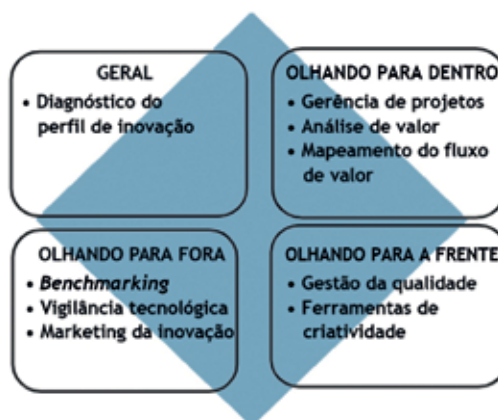 GERAL
• Diagnóstico do
perfil de inovação
OLHANDO PARA DENTRO
• Gerência de projetos
• Análise de valor
• Mapeamento do fluxo
de valor
OLHANDO PARA FORA
• Benchmarking
• Vigilância tecnológica
• Marketing da inovação
OLHANDO PARA A FRENTE
• Gestão da qualidade
• Ferramentas de
criatividade